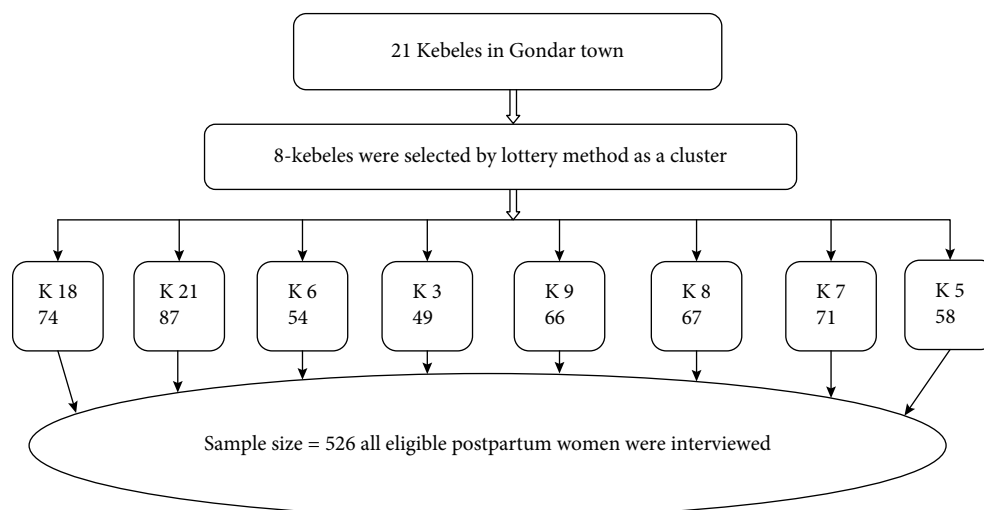 21 Kebeles in Gondar town
8-kebeles were selected by lottery method as a cluster
K 18
74
K 21
87
K 6
54
K 3
49
K 9
66
K 8
67
K 7
71
K 5
58
Sample size = 526 all eligible postpartum women were interviewed